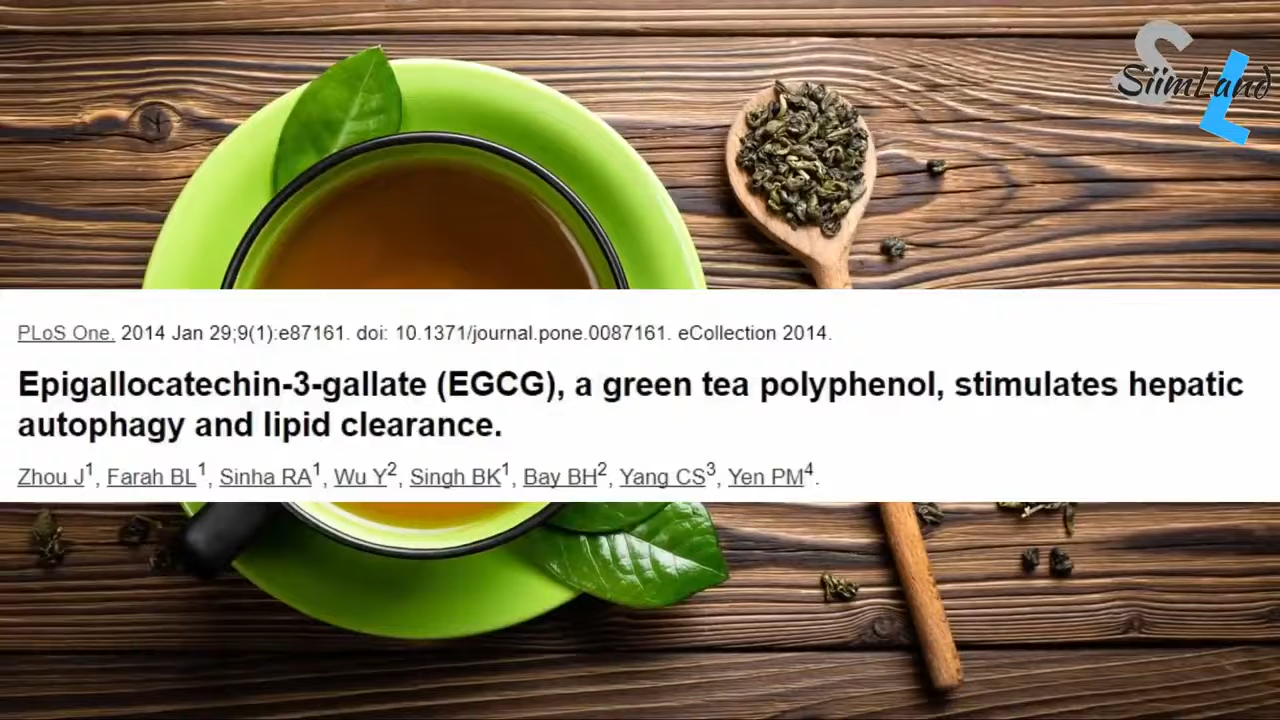 SiimLand
PLoS One. 2014 Jan 29;9(1):e87161. doi: 10.1371/journal.pone.0087161. eCollection 2014.
Epigallocatechin-3-gallate (EGCG), a green tea polyphenol, stimulates hepatic
autophagy and lipid clearance.
Zhou J1, Farah BL1, Sinha RA1, Wu Y2, Singh BK1, Bay BH2, Yang CS3, Yen PM4.